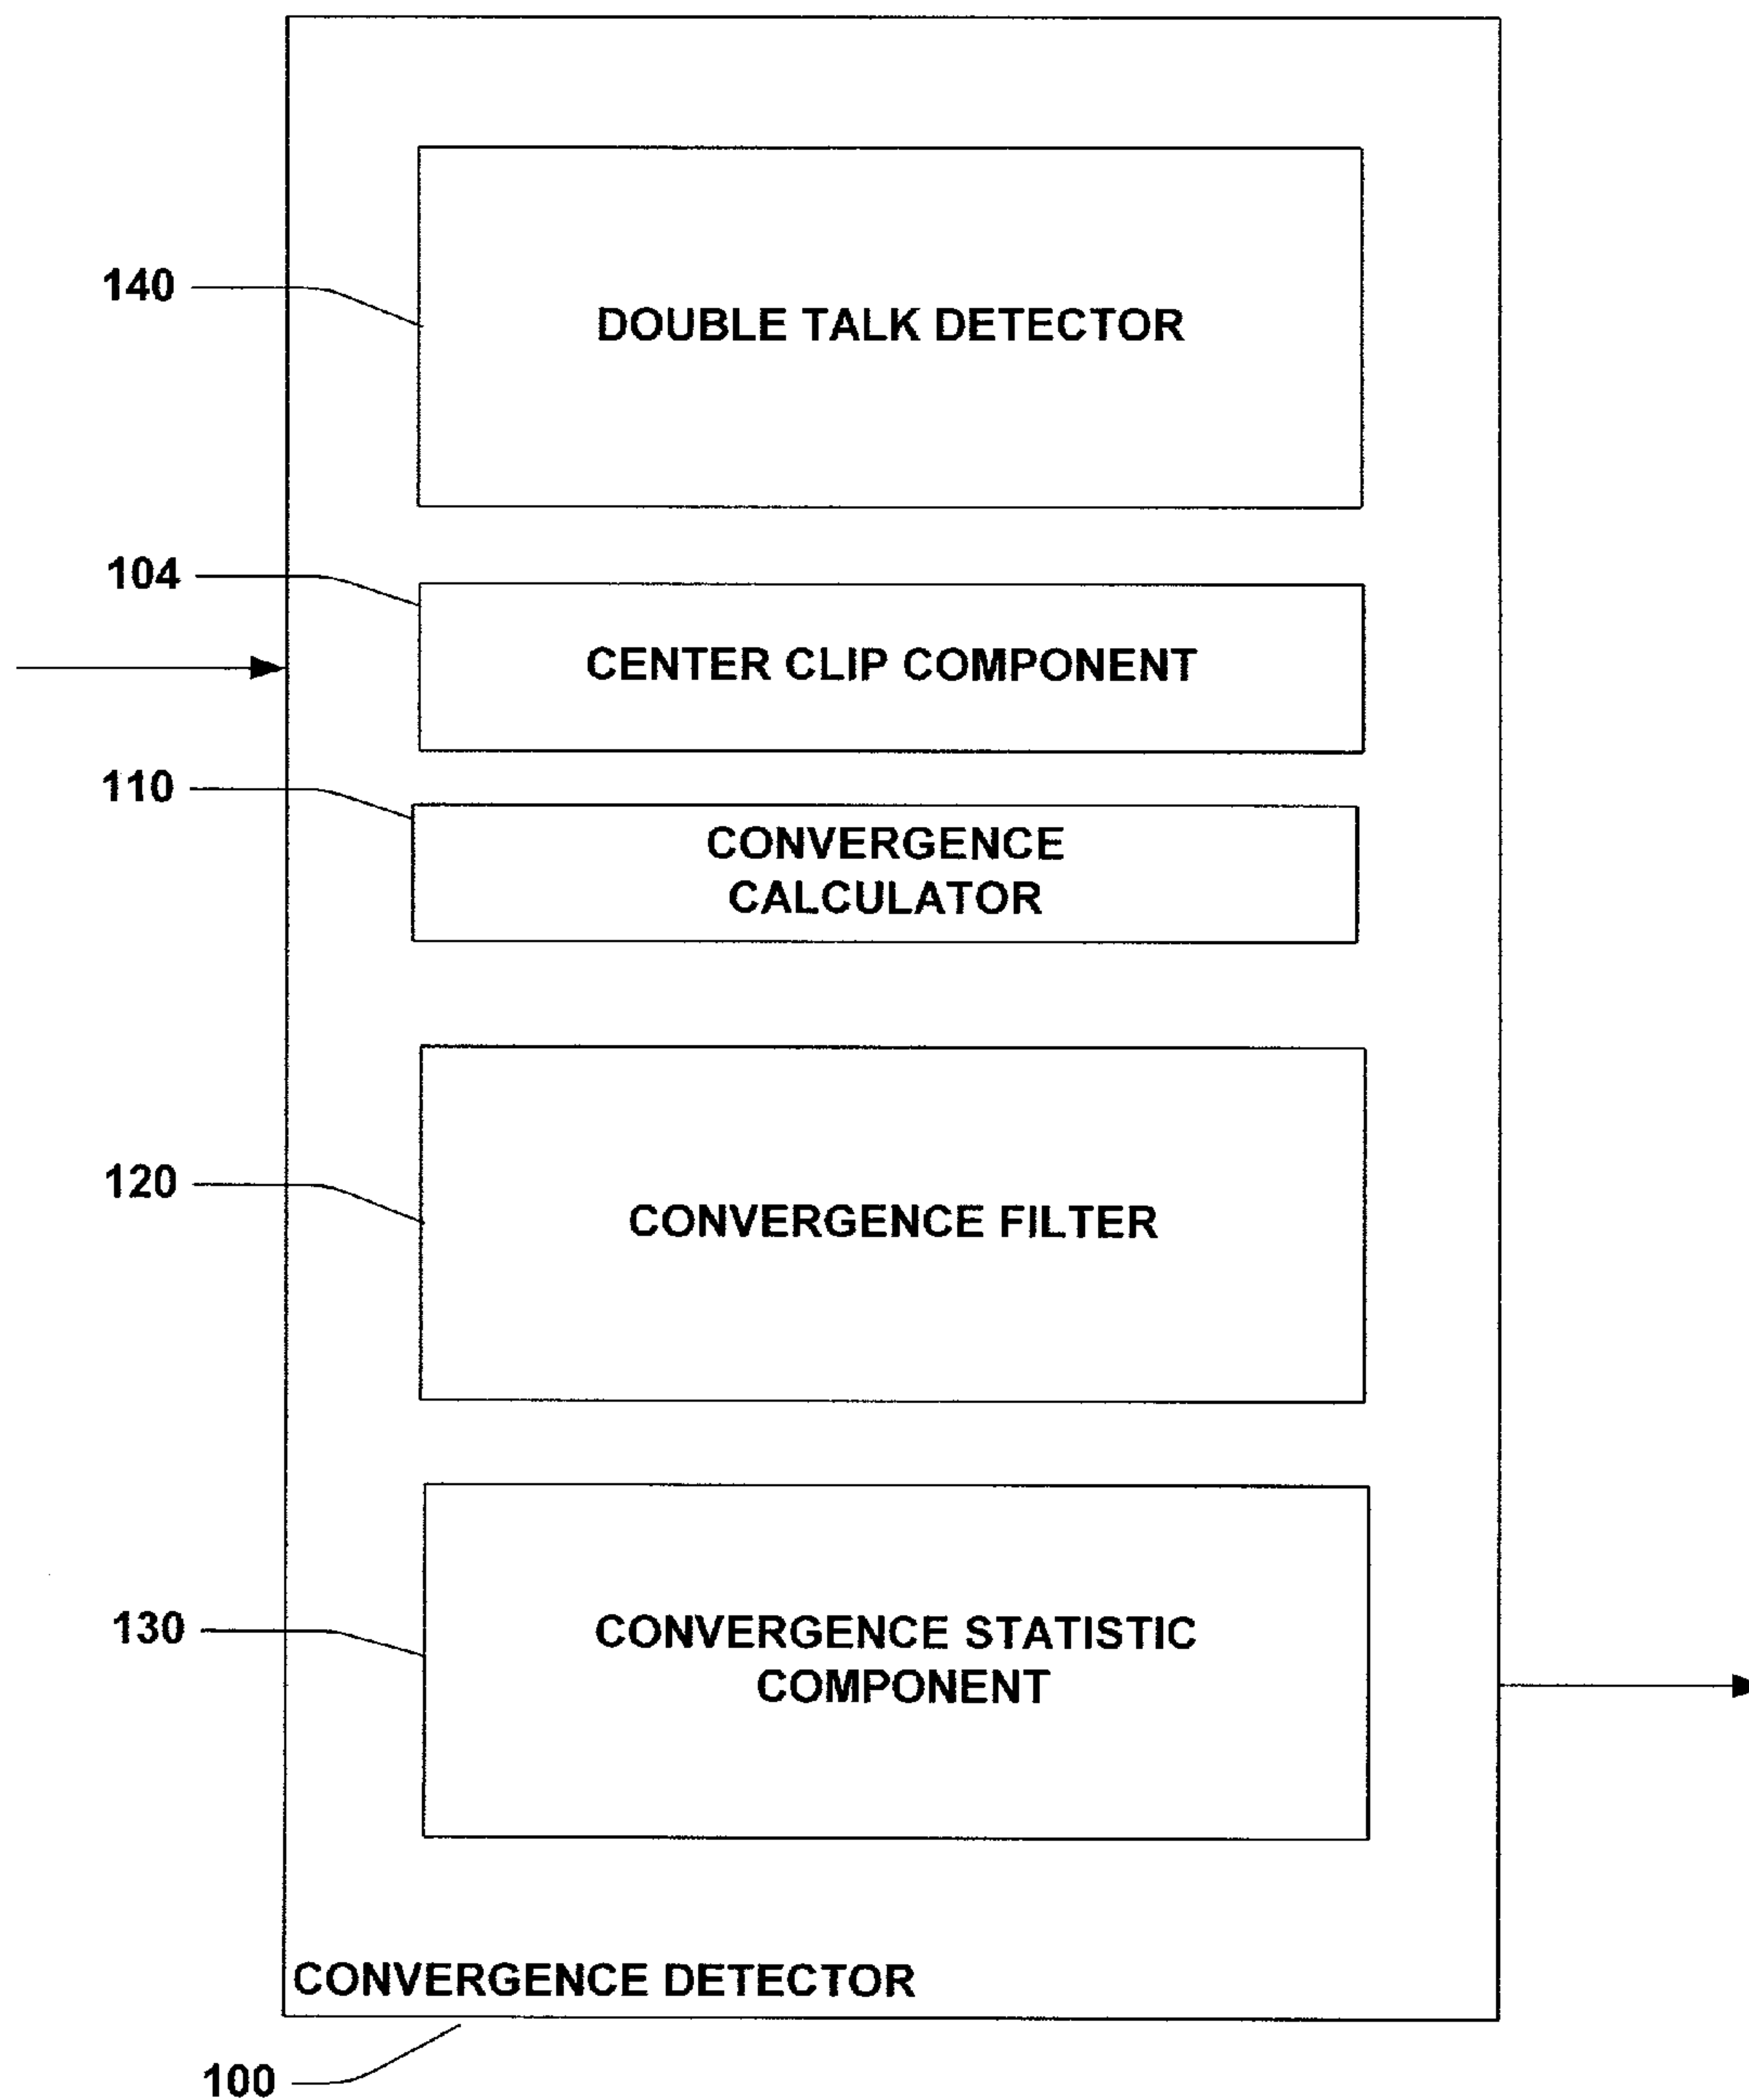 140
DOUBLE TALK DETECTOR
104
CENTER CLIP COMPONENT
110
CONVERGENCE
CALCULATOR
120
CONVERGENCE FILTER
130
CONVERGENCE STATISTIC
COMPONENT
CONVERGENCE DETECTOR
100